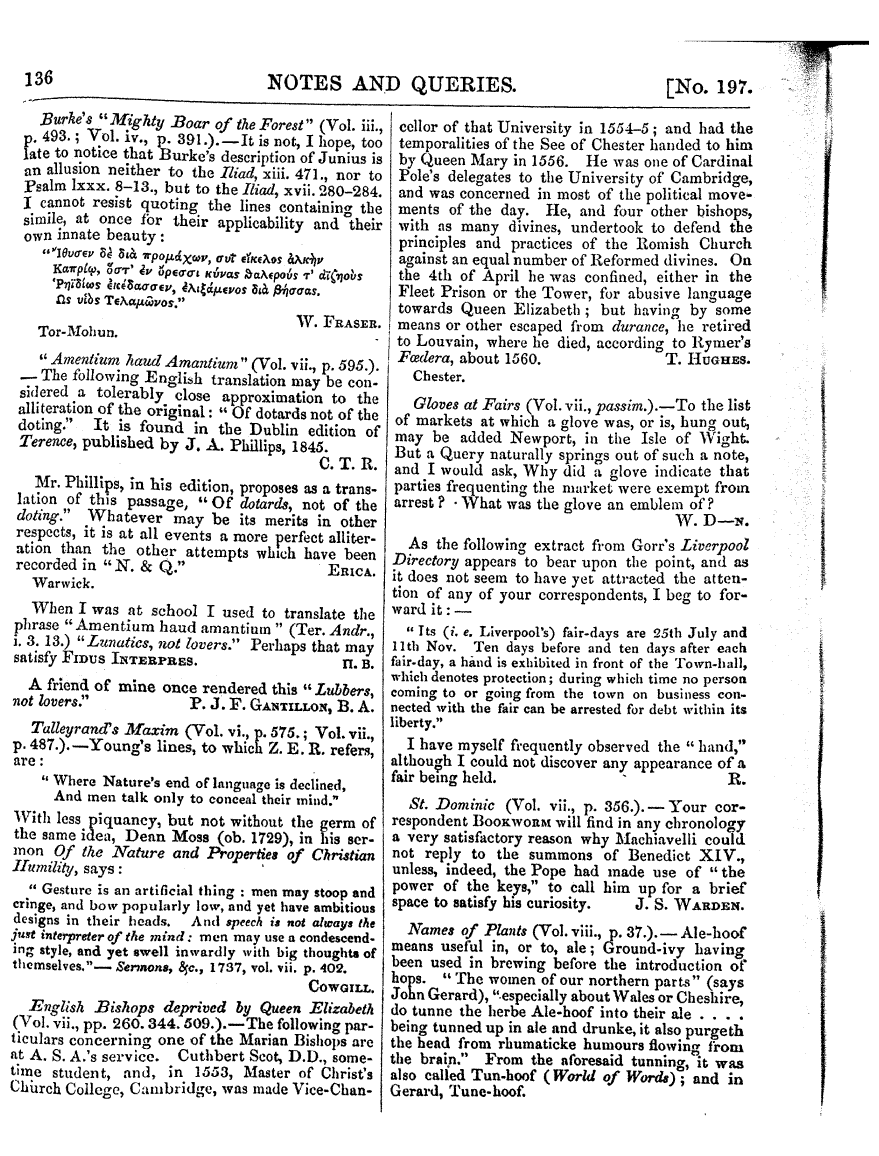 136 NOTES AND QUERIES. [No. 197.
Burke's "Mighty Boar of the Forest" (Vol. iii.,
p. 493.; Vol. iv., p. 391.).—It is not, I hope, too
late to notice that Burke's description of Junius is
an allusion neither to the Iliad, xiii. 471., nor to
Psalm lxxx. 8-13., but to the Iliad, xvii. 280-284.
I cannot resist quoting the lines containing the
simile, at once for their applicability and their
own innate beauty:
"Ἴθυσεν δὲ διὰ προμάχων, συῒ εἴκελος ἀλκὴν
Καπρίῳ, ὅστ' ἐν ὄρεσσι κύνας θαλερούς τ' αἰζηοὺς
Ῥηϊδίως ἐκέδασσεν, ἑλιξάμενος διὰ βήσσας.
Ως υἱὸς Τελαμῶνος."
W. FRASER.
Tor-Mohun.
"Amentium haud Amantium" (Vol. vii., p. 595.).
— The following English translation may be con-
sidered a tolerably close approximation to the
alliteration of the original: "Of dotards not of the
doting." It is found in the Dublin edition of
Terence, published by J. A. Phillips, 1845.
C. T. R.
Mr. Phillips, in his edition, proposes as a trans-
lation of this passage, "Of dotards, not of the
doting." Whatever may be its merits in other
respects, it is at all events a more perfect alliter-
ation than the other attempts which have been
recorded in "N. & Q." ERICA.
Warwick.
When I was at school I used to translate the
phrase "Amentium haud amantium" (Ter. Andr.,
i. 3. 13.) "Lunatics, not lovers." Perhaps that may
satisfy FIDUS INTERPRES. Π. B.
A friend of mine once rendered this "Lubbers,
not lovers." P. J. F. GANTILLON, B. A.
Talleyrand's Maxim (Vol. vi., p. 575.; Vol. vii.,
p. 487.).—Young's lines, to which Z. E. R. refers,
are:
"Where Nature's end of language is declined,
And men talk only to conceal their mind."
With less piquancy, but not without the germ of
the same idea, Dean Moss (ob. 1729), in his ser-
mon Of the Nature and Properties of Christian
Humility, says:
"Gesture is an artificial thing: men may stoop and
cringe, and bow popularly low, and yet have ambitious
designs in their heads. And speech is not always the
just interpreter of the mind: men may use a condescend-
ing style, and yet swell inwardly with big thoughts of
themselves."— Sermons, &c., 1737, vol. vii. p. 402.
COWGILL.
English Bishops deprived by Queen Elizabeth
(Vol. vii., pp. 260. 344. 509.).—The following par-
ticulars concerning one of the Marian Bishops are
at A. S. A.'s service. Cuthbert Scot, D.D., some-
time student, and, in 1553, Master of Christ's
Church College, Cambridge, was made Vice-Chan-
cellor of that University in 1554-5; and had the
temporalities of the See of Chester handed to him
by Queen Mary in 1556. He was one of Cardinal
Pole's delegates to the University of Cambridge,
and was concerned in most of the political move-
ments of the day. He, and four other bishops,
with as many divines, undertook to defend the
principles and practices of the Romish Church
against an equal number of Reformed divines. On
the 4th of April he was confined, either in the
Fleet Prison or the Tower, for abusive language
towards Queen Elizabeth; but having by some
means or other escaped from durance, he retired
to Louvain, where he died, according to Rymer's
Fœdera, about 1560. T. HUGHES.
Chester.
Gloves at Fairs (Vol. vii., passim.).—To the list
of markets at which a glove was, or is, hung out,
may be added Newport, in the Isle of Wight.
But a Query naturally springs out of such a note,
and I would ask, Why did a glove indicate that
parties frequenting the market were exempt from
arrest? What was the glove an emblem of?
W. D—N.
As the following extract from Gorr's Liverpool
Directory appears to bear upon the point, and as
it does not seem to have yet attracted the atten-
tion of any of your correspondents, I beg to for-
ward it: —
"Its (i. e. Liverpool's) fair-days are 25th July and
11th Nov. Ten days before and ten days after each
fair-day, a hand is exhibited in front of the Town-hall,
which denotes protection; during which time no person
coming to or going from the town on business con-
nected with the fair can be arrested for debt within its
liberty."
I have myself frequently observed the "hand,"
although I could not discover any appearance of a
fair being held. R.
St. Dominic (Vol. vii., p. 356.).— Your cor-
respondent BOOKWORM will find in any chronology
a very satisfactory reason why Machiavelli could
not reply to the summons of Benedict XIV.,
unless, indeed, the Pope had made use of "the
power of the keys," to call him up for a brief
space to satisfy his curiosity. J. S. WARDEN.
Names of Plants (Vol. viii., p. 37.).— Ale-hoof
means useful in, or to, ale; Ground-ivy having
been used in brewing before the introduction of
hops. "The women of our northern parts" (says
John Gerard), "especially about Wales or Cheshire,
do tunne the herbe Ale-hoof into their ale . . . .
being tunned up in ale and drunke, it also purgeth
the head from rhumaticke humours flowing from
the brain." From the aforesaid tunning, it was
also called Tun-hoof (World of Words); and in
Gerard, Tune-hoof.